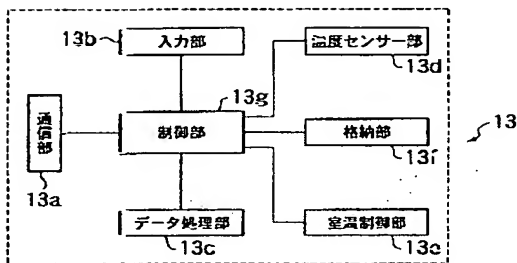 13b
入力部
温度センサー部
13d
13g
通信部
制御部
格納部
13
13a
13f
データ処理部
13c
室温制御部
13e